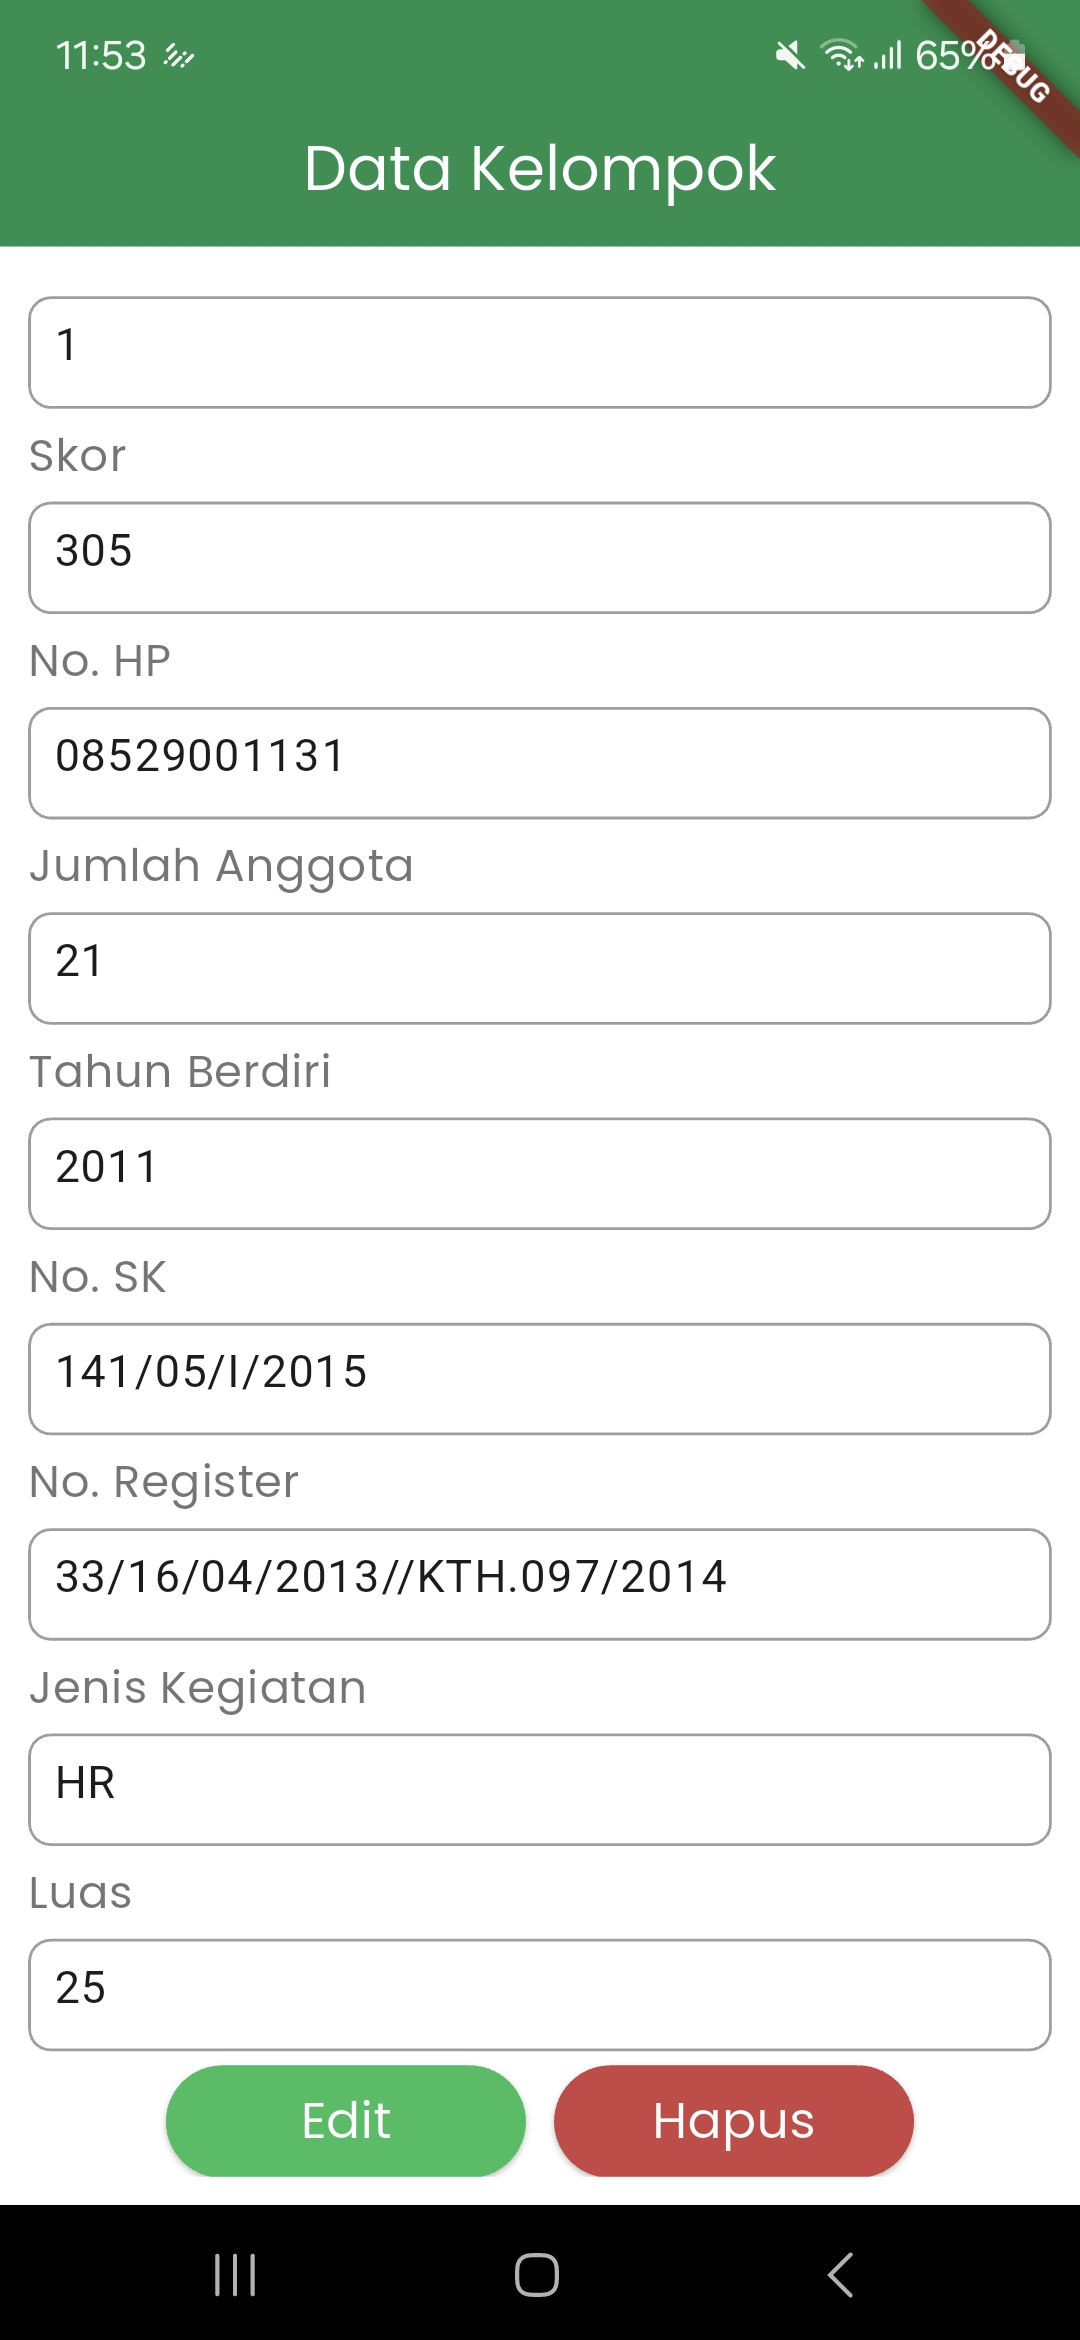 11:53
65%
DEBUG
Data Kelompok
1
Skor
305
No. HP
08529001131
Jumlah Anggota
21
Tahun Berdiri
2011
No. SK
141/05/I/2015
No. Register
33/16/04/2013//KTH.097/2014
Jenis Kegiatan
HR
Luas
25
Edit
Hapus